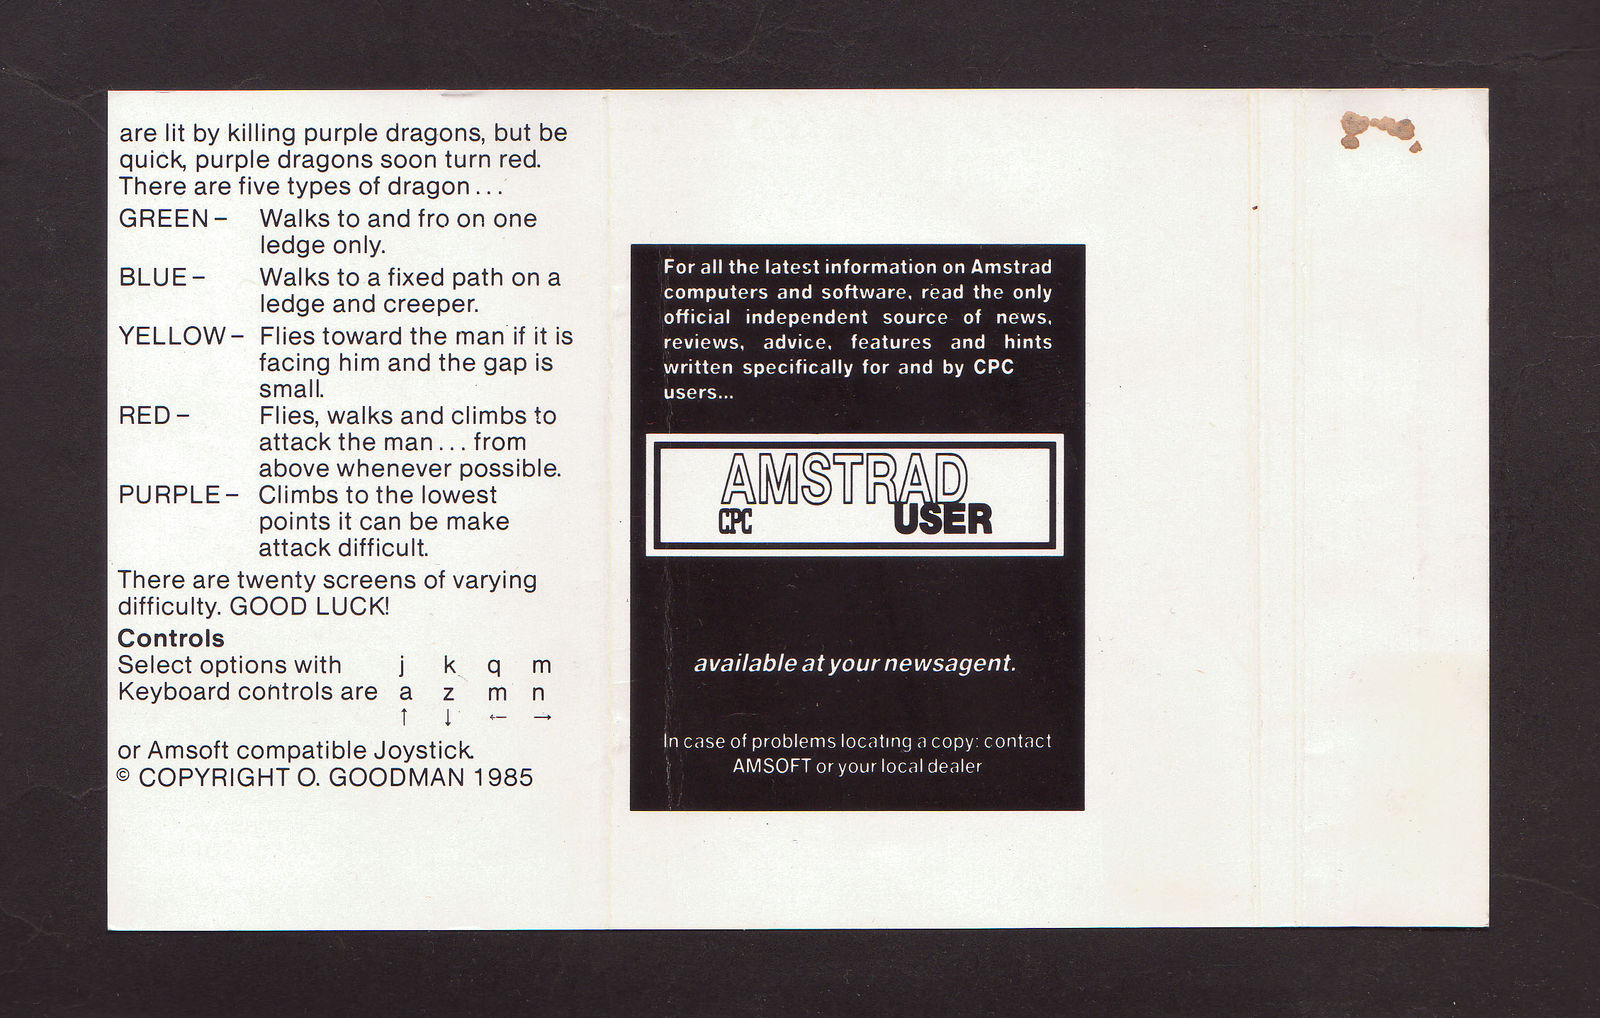 are lit by killing purple dragons, but be
quick, purple dragons soon turn red.
There are five types of dragon...
GREEN – Walks to and fro on one
ledge only.
BLUE – Walks to a fixed path on a
ledge and creeper.
YELLOW – Flies toward the man if it is
facing him and the gap is
small.
RED – Flies, walks and climbs to
attack the man... from
above whenever possible.
PURPLE – Climbs to the lowest
points it can be make
attack difficult.
There are twenty screens of varying
difficulty. GOOD LUCK!
Controls
Select options with j k q m
Keyboard controls are a z m n
↑ ↓ ← →
or Amsoft compatible Joystick.
© COPYRIGHT O. GOODMAN 1985
For all the latest information on Amstrad
computers and software, read the only
official independent source of news,
reviews, advice, features and hints
written specifically for and by CPC
users...
AMSTRAD
CPC USER
available at your newsagent.
In case of problems locating a copy: contact
AMSOFT or your local dealer